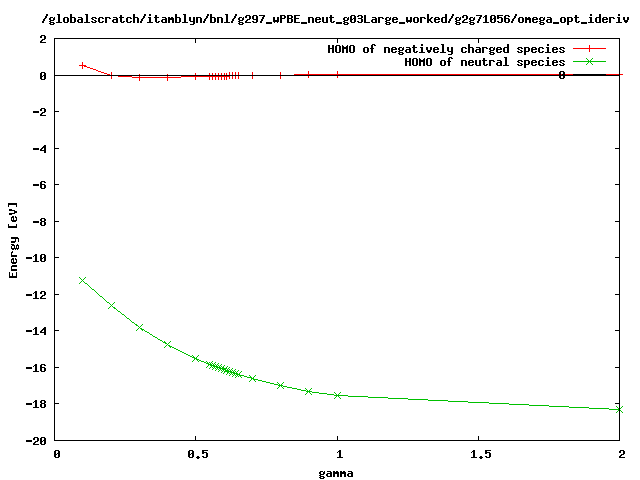 /globalscratch/itamblyn/bnl/g297_wPBE_neut_g03Large_worked/g2g71056/omega_opt_ideriv
HOMO of negatively charged species
HOMO of neutral species
0
2
0
-2
-4
-6
-8
-10
-12
-14
-16
-18
-20
Energy [eV]
0 0.5 1 1.5 2
gamma